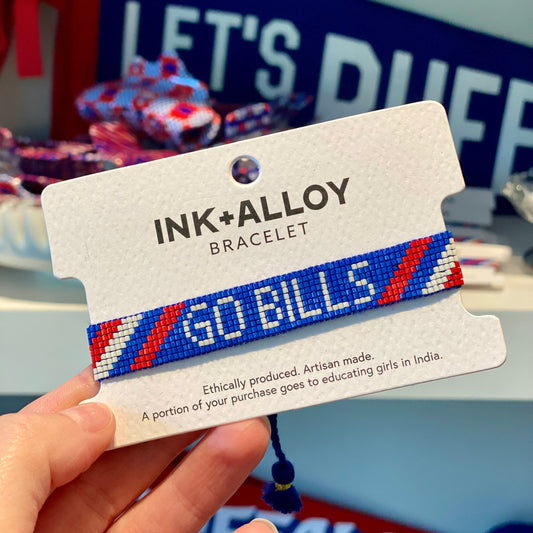 LET'S BUFF
INK+ALLOY
BRACELET
GO BILLS
Ethically produced. Artisan made.
A portion of your purchase goes to educating girls in India.